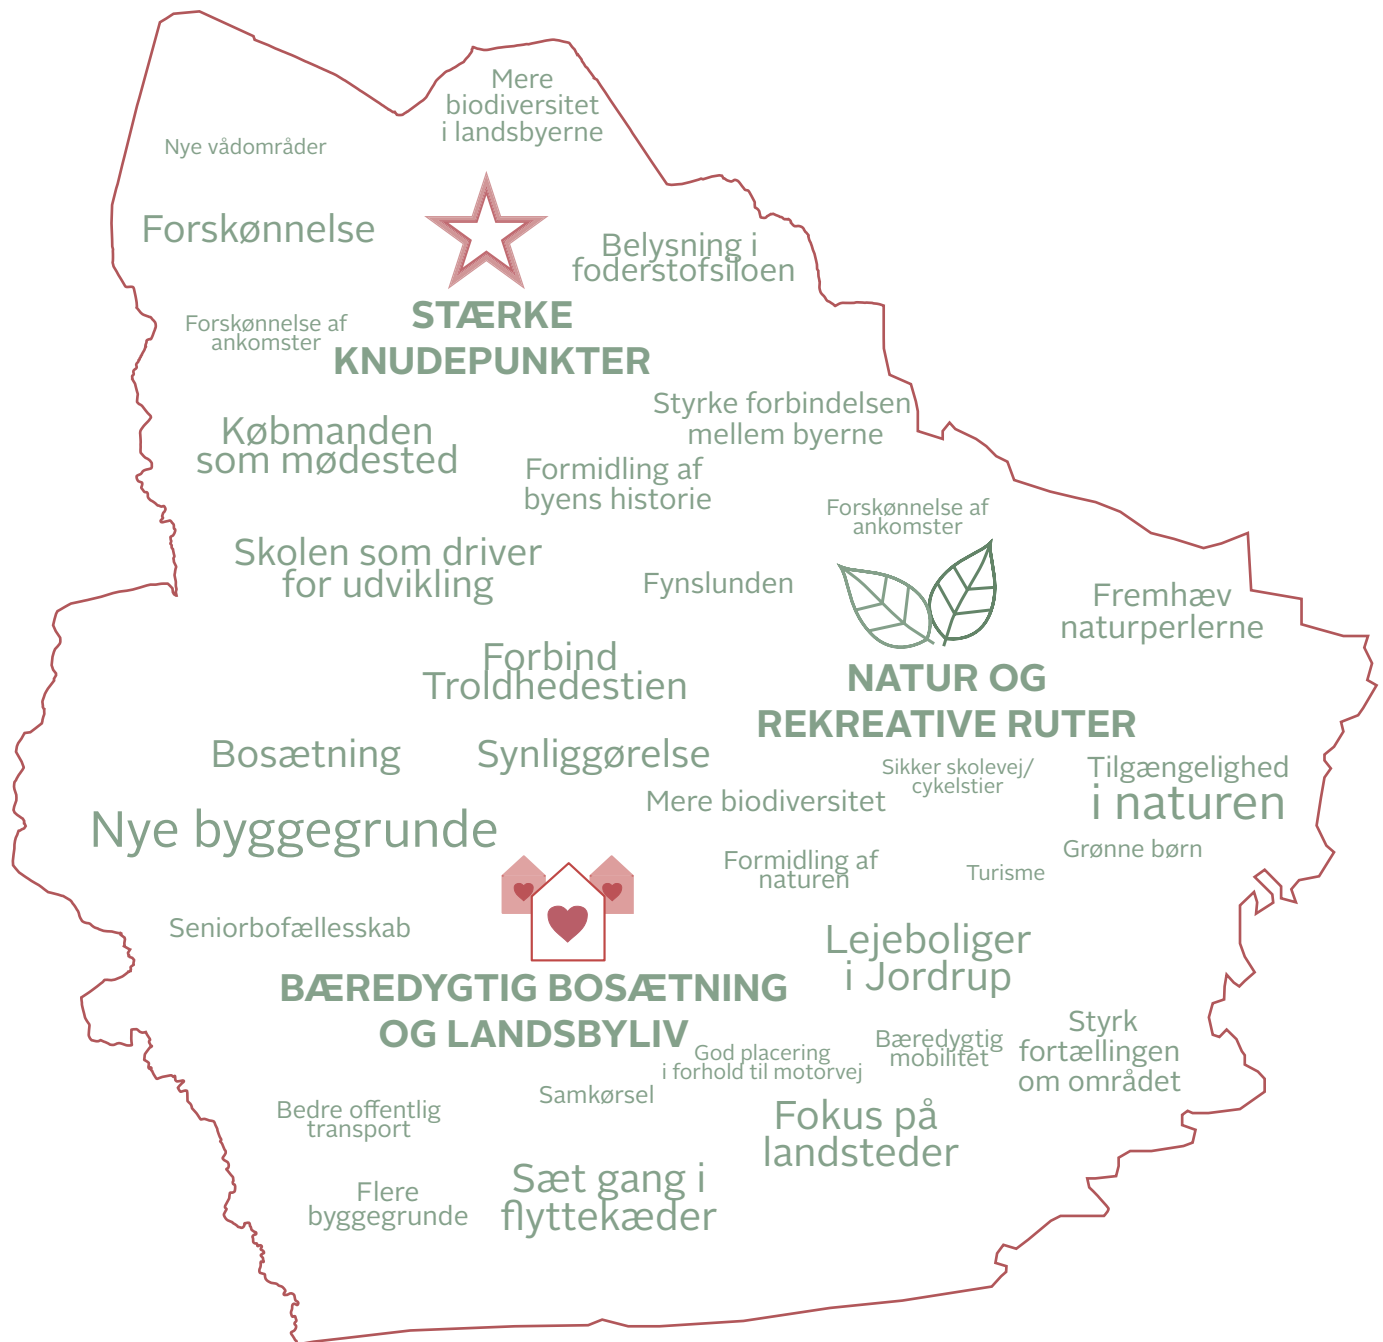 Mere
biodiversitet
i landsbyerne
Nye vådområder
Forskønnelse
Belysning i
foderstofsiloen
STÆRKE
KNUDEPUNKTER
Forskønnelse af
ankomster
Styrke forbindelsen
mellem byerne
Købmanden
som mødested
Formidling af
byens historie
Forskønnelse af
ankomster
Skolen som driver
for udvikling
Fynslunden
Fremhæv
naturperlerne
Forbind
Troldhedestien
NATUR OG
REKREATIVE RUTER
Bosætning
Synliggørelse
Sikker skolevej/
cykelstier
Tilgængelighed
i naturen
Mere biodiversitet
Nye byggegrunde
Formidling af
naturen
Turisme
Grønne børn
Seniorbofællesskab
Lejeboliger
i Jordrup
BÆREDYGTIG BOSÆTNING
OG LANDSBYLIV
God placering
i forhold til motorvej
Bæredygtig
mobilitet
Styrk
fortællingen
om området
Samkørsel
Bedre offentlig
transport
Fokus på
landsteder
Flere
byggegrunde
Sæt gang i
flyttekæder